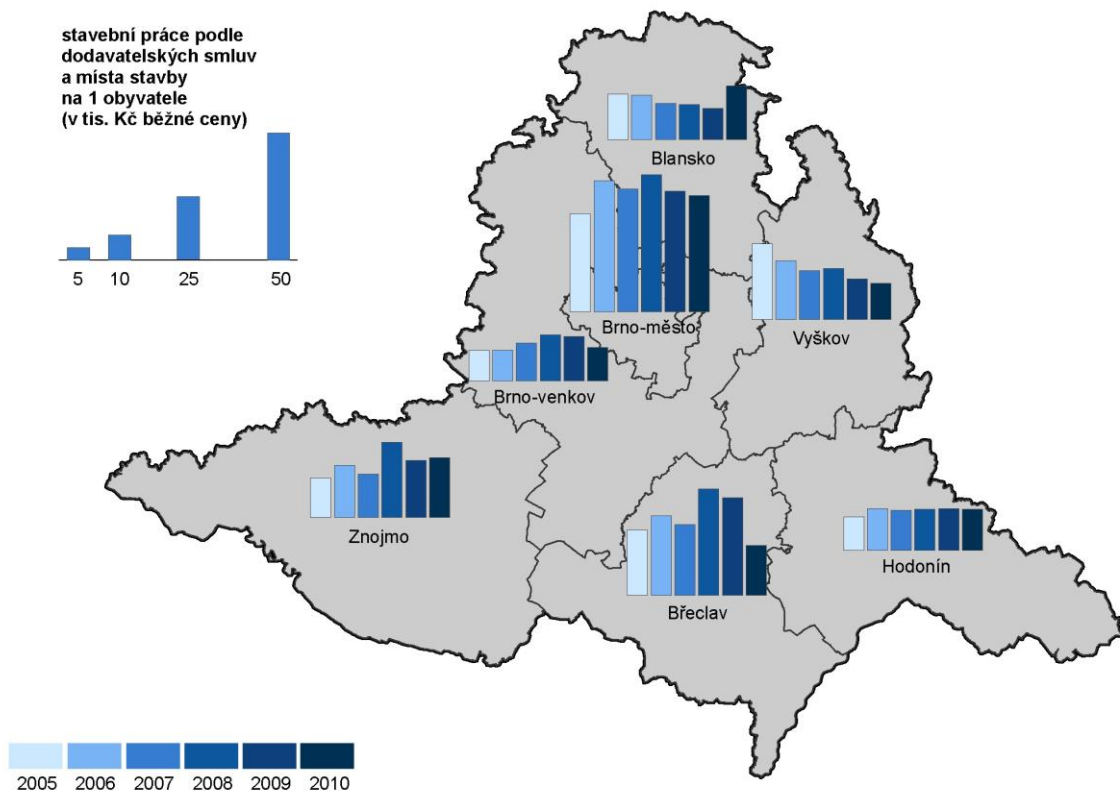 stavební práce podle
dodavatelských smluv
a místa stavby
na 1 obyvatele
(v tis. Kč běžné ceny)
5 10 25 50
Blansko
Brno-město
Vyškov
Brno-venkov
Znojmo
Břeclav
Hodonín
2005 2006 2007 2008 2009 2010